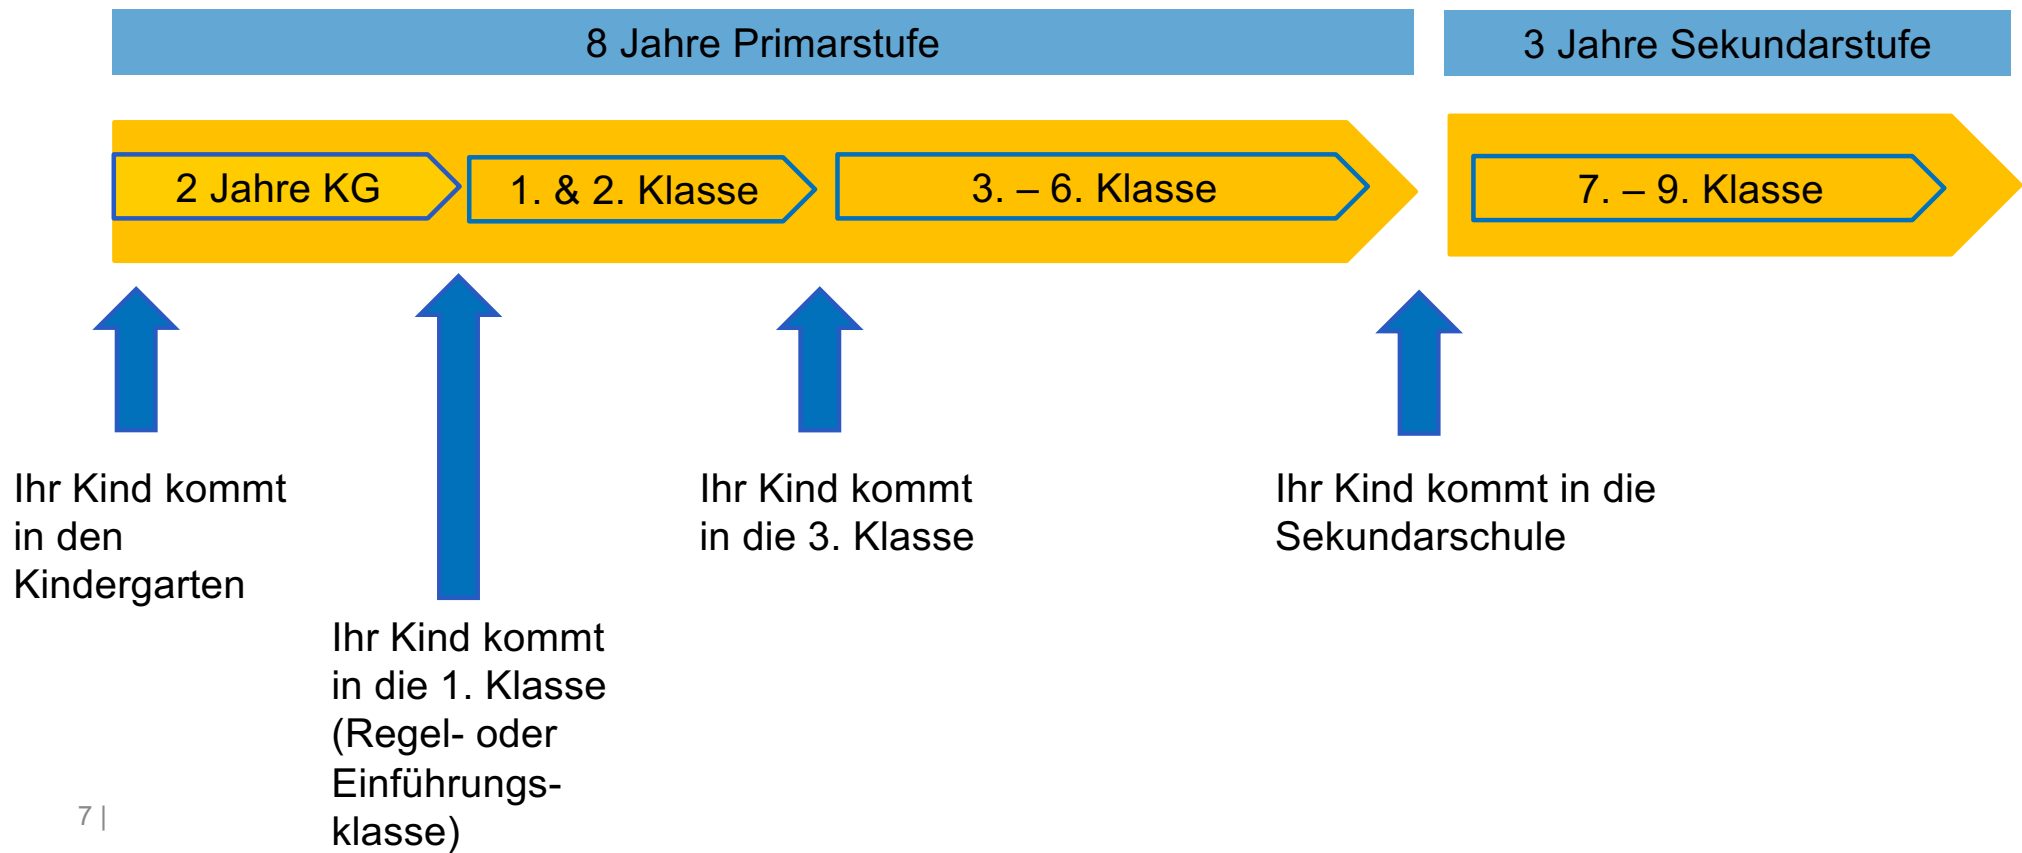 8 Jahre Primarstufe
3 Jahre Sekundarstufe
2 Jahre KG
1. & 2. Klasse
3. – 6. Klasse
7. – 9. Klasse
Ihr Kind kommt
in den
Kindergarten
Ihr Kind kommt
in die 1. Klasse
(Regel- oder
Einführungs-
klasse)
Ihr Kind kommt
in die 3. Klasse
Ihr Kind kommt in die
Sekundarschule
7 |